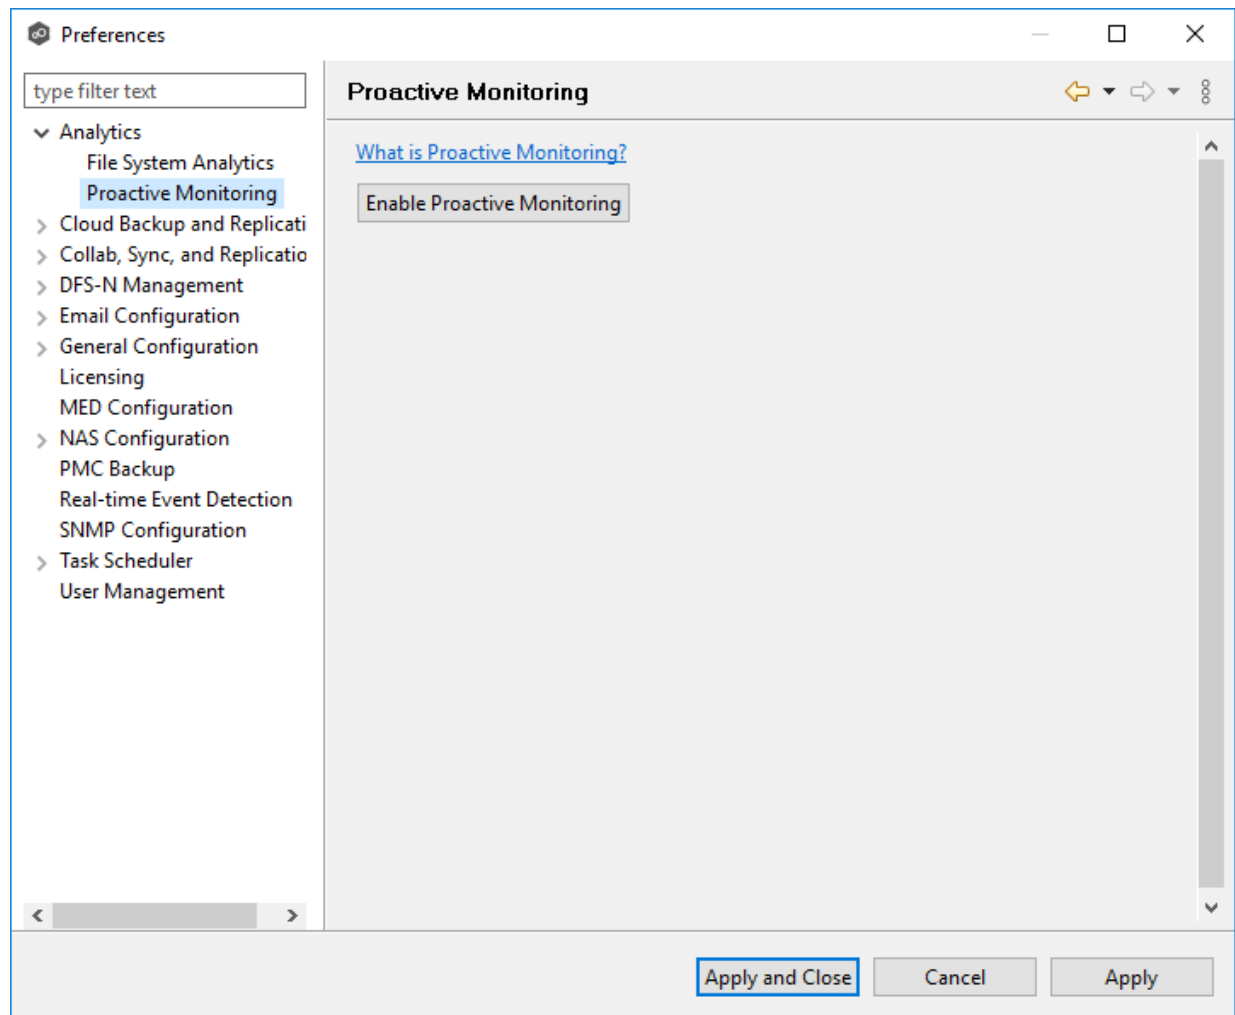 Preferences
type filter text
Analytics
File System Analytics
Proactive Monitoring
Cloud Backup and Replicati
Collab, Sync, and Replicatio
DFS-N Management
Email Configuration
General Configuration
Licensing
MED Configuration
NAS Configuration
PMC Backup
Real-time Event Detection
SNMP Configuration
Task Scheduler
User Management
Proactive Monitoring
What is Proactive Monitoring?
Enable Proactive Monitoring
Apply and Close
Cancel
Apply